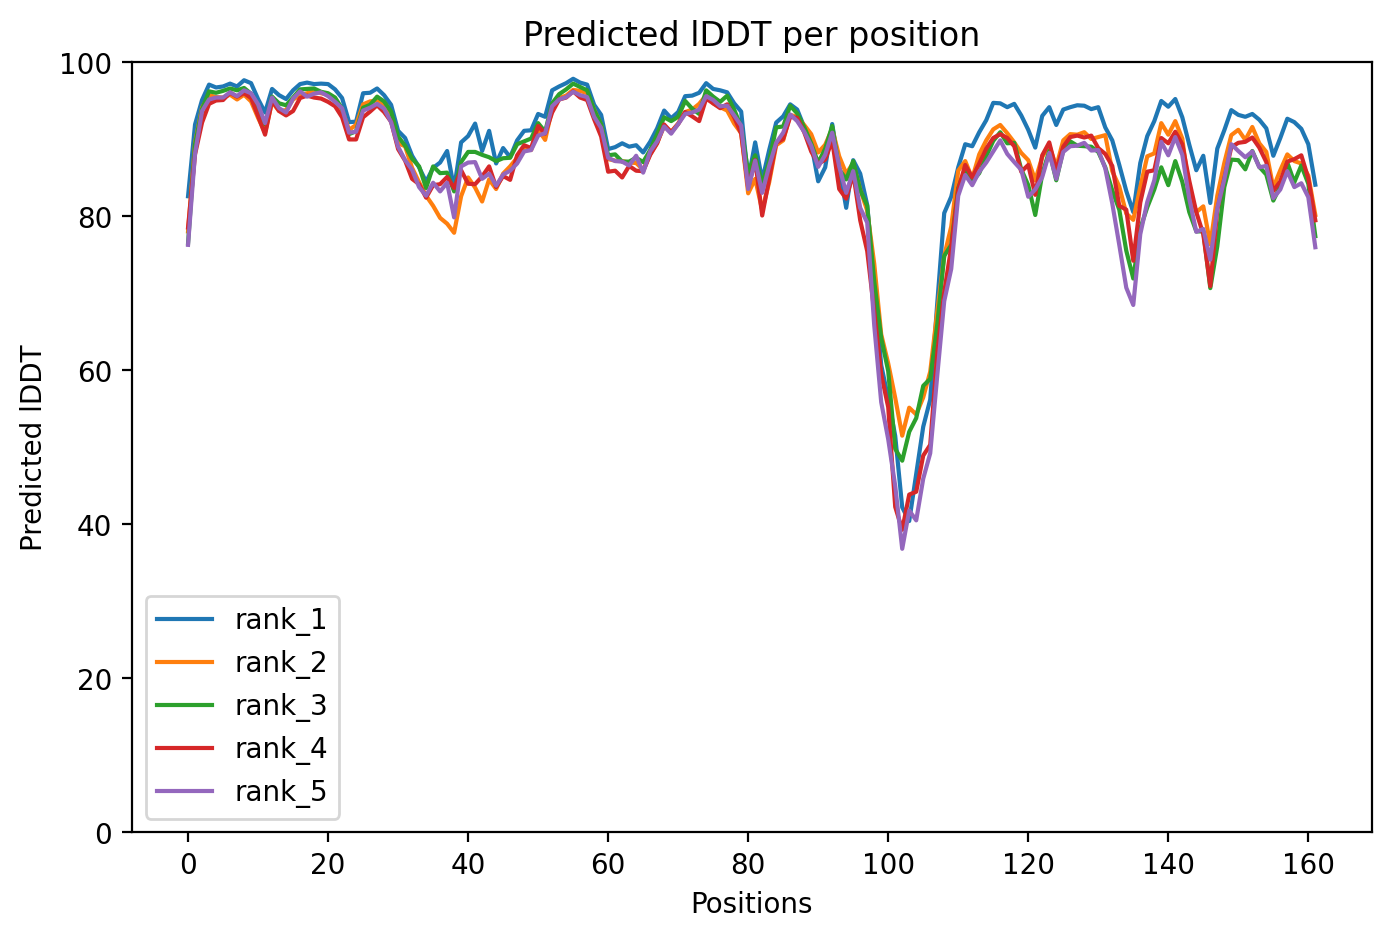 Predicted lDDT per position
100
80
60
40
20
0
Predicted lDDT
rank_1
rank_2
rank_3
rank_4
rank_5
0 20 40 60 80 100 120 140 160
Positions